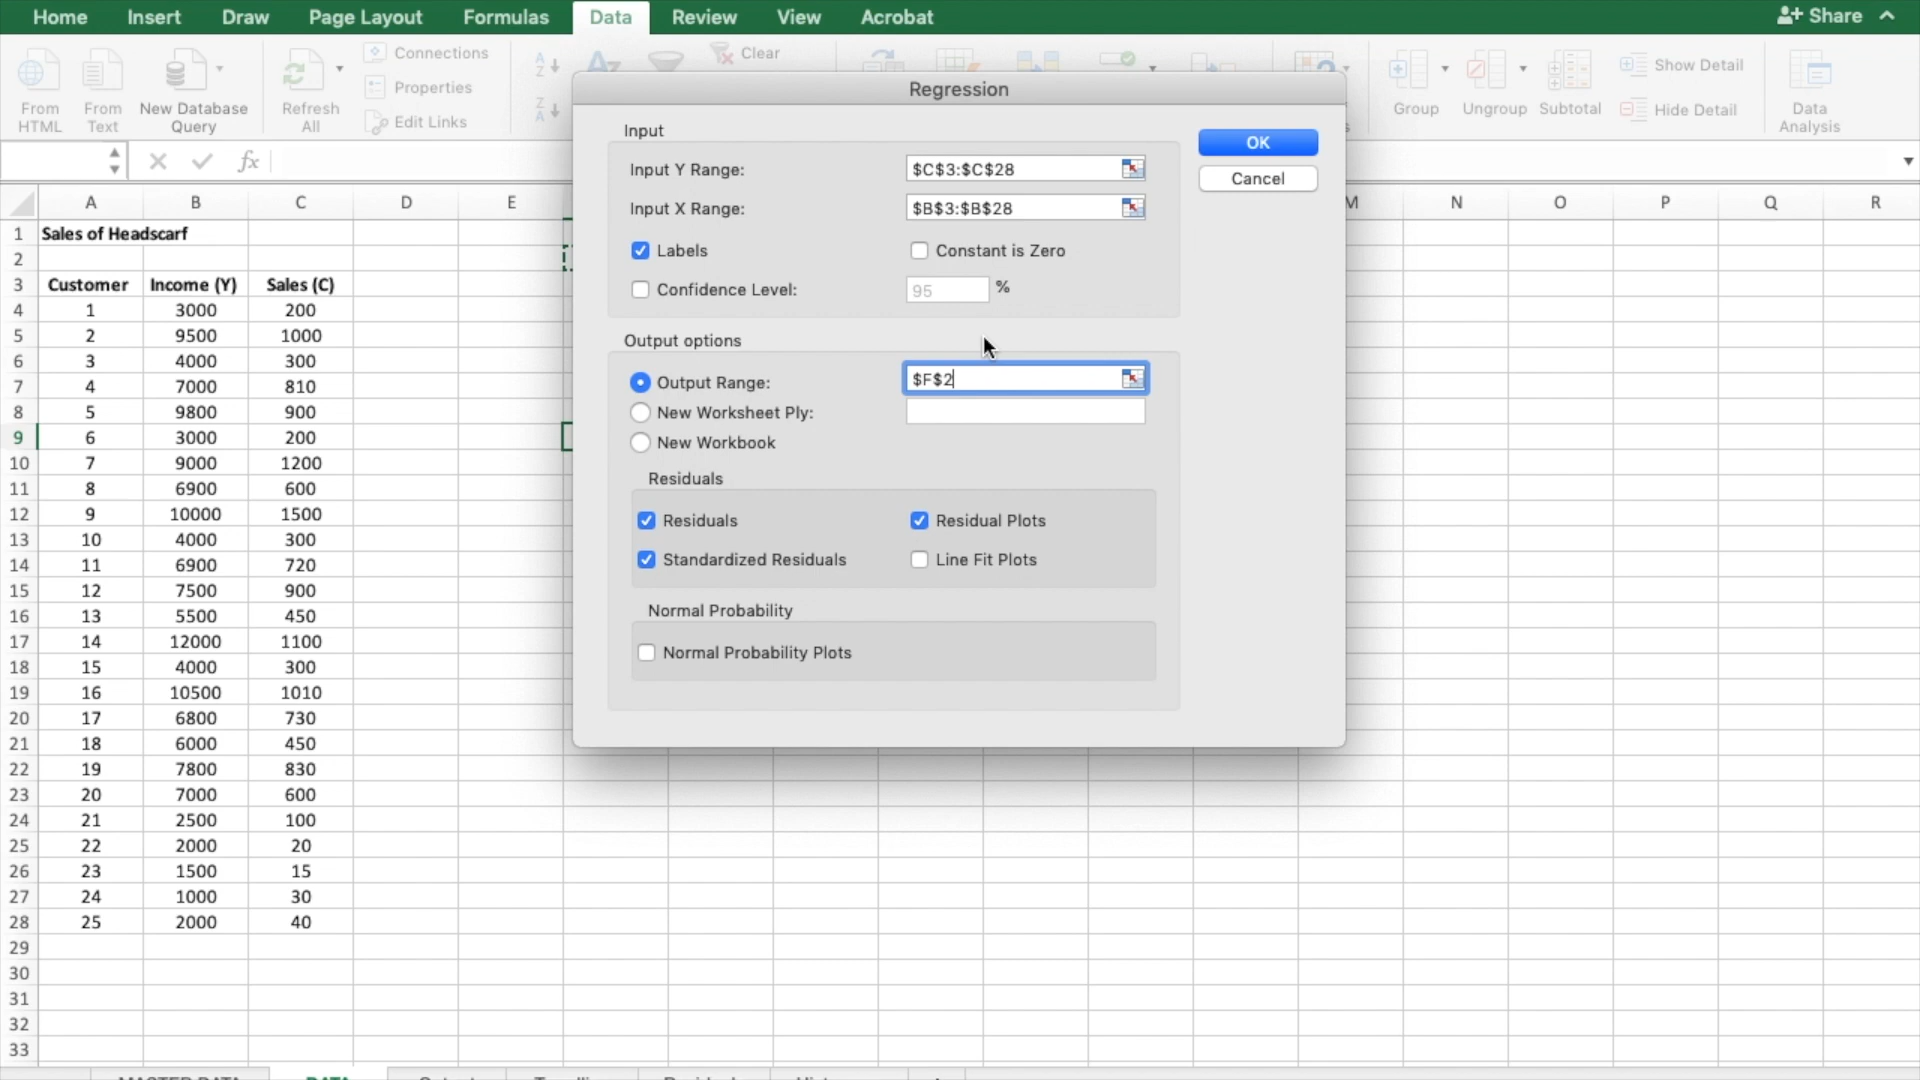 Home Insert Draw Page Layout Formulas Data Review View Acrobat Share
Connections
Properties
Edit Links
Clear
Show Detail
Hide Detail
From HTML
From Text
New Database Query
Refresh All
Group
Ungroup
Subtotal
Data Analysis
fx
A B C D E M N O P Q R
1 Sales of Headscarf
2
3 Customer Income (Y) Sales (C)
4 1 3000 200
5 2 9500 1000
6 3 4000 300
7 4 7000 810
8 5 9800 900
9 6 3000 200
10 7 9000 1200
11 8 6900 600
12 9 10000 1500
13 10 4000 300
14 11 6900 720
15 12 7500 900
16 13 5500 450
17 14 12000 1100
18 15 4000 300
19 16 10500 1010
20 17 6800 730
21 18 6000 450
22 19 7800 830
23 20 7000 600
24 21 2500 100
25 22 2000 20
26 23 1500 15
27 24 1000 30
28 25 2000 40
29
30
31
32
33
Regression
Input
Input Y Range: $C$3:$C$28
Input X Range: $B$3:$B$28
Labels Constant is Zero
Confidence Level: 95 %
OK
Cancel
Output options
Output Range: $F$2
New Worksheet Ply:
New Workbook
Residuals
Residuals Residual Plots
Standardized Residuals Line Fit Plots
Normal Probability
Normal Probability Plots
MASTER DATA DATA